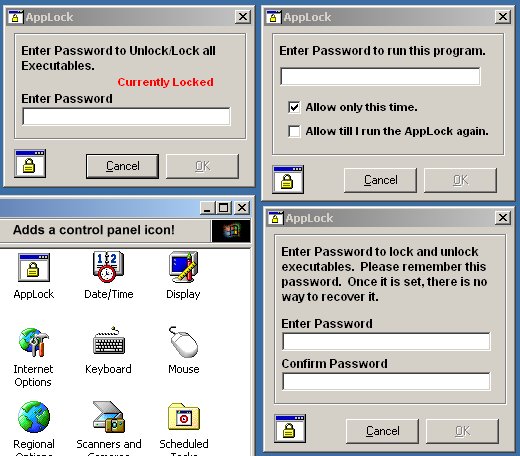 AppLock
Enter Password to Unlock/Lock all
Executables.
Currently Locked
Enter Password
Cancel
OK
AppLock
Enter Password to run this program.
Allow only this time.
Allow till I run the AppLock again.
Cancel
OK
Adds a control panel icon!
AppLock
Date/Time
Display
Internet
Options
Keyboard
Mouse
Regional
Options
Scanners and
Cameras
Scheduled
Tasks
AppLock
Enter Password to lock and unlock
executables. Please remember this
password. Once it is set, there is no
way to recover it.
Enter Password
Confirm Password
Cancel
OK